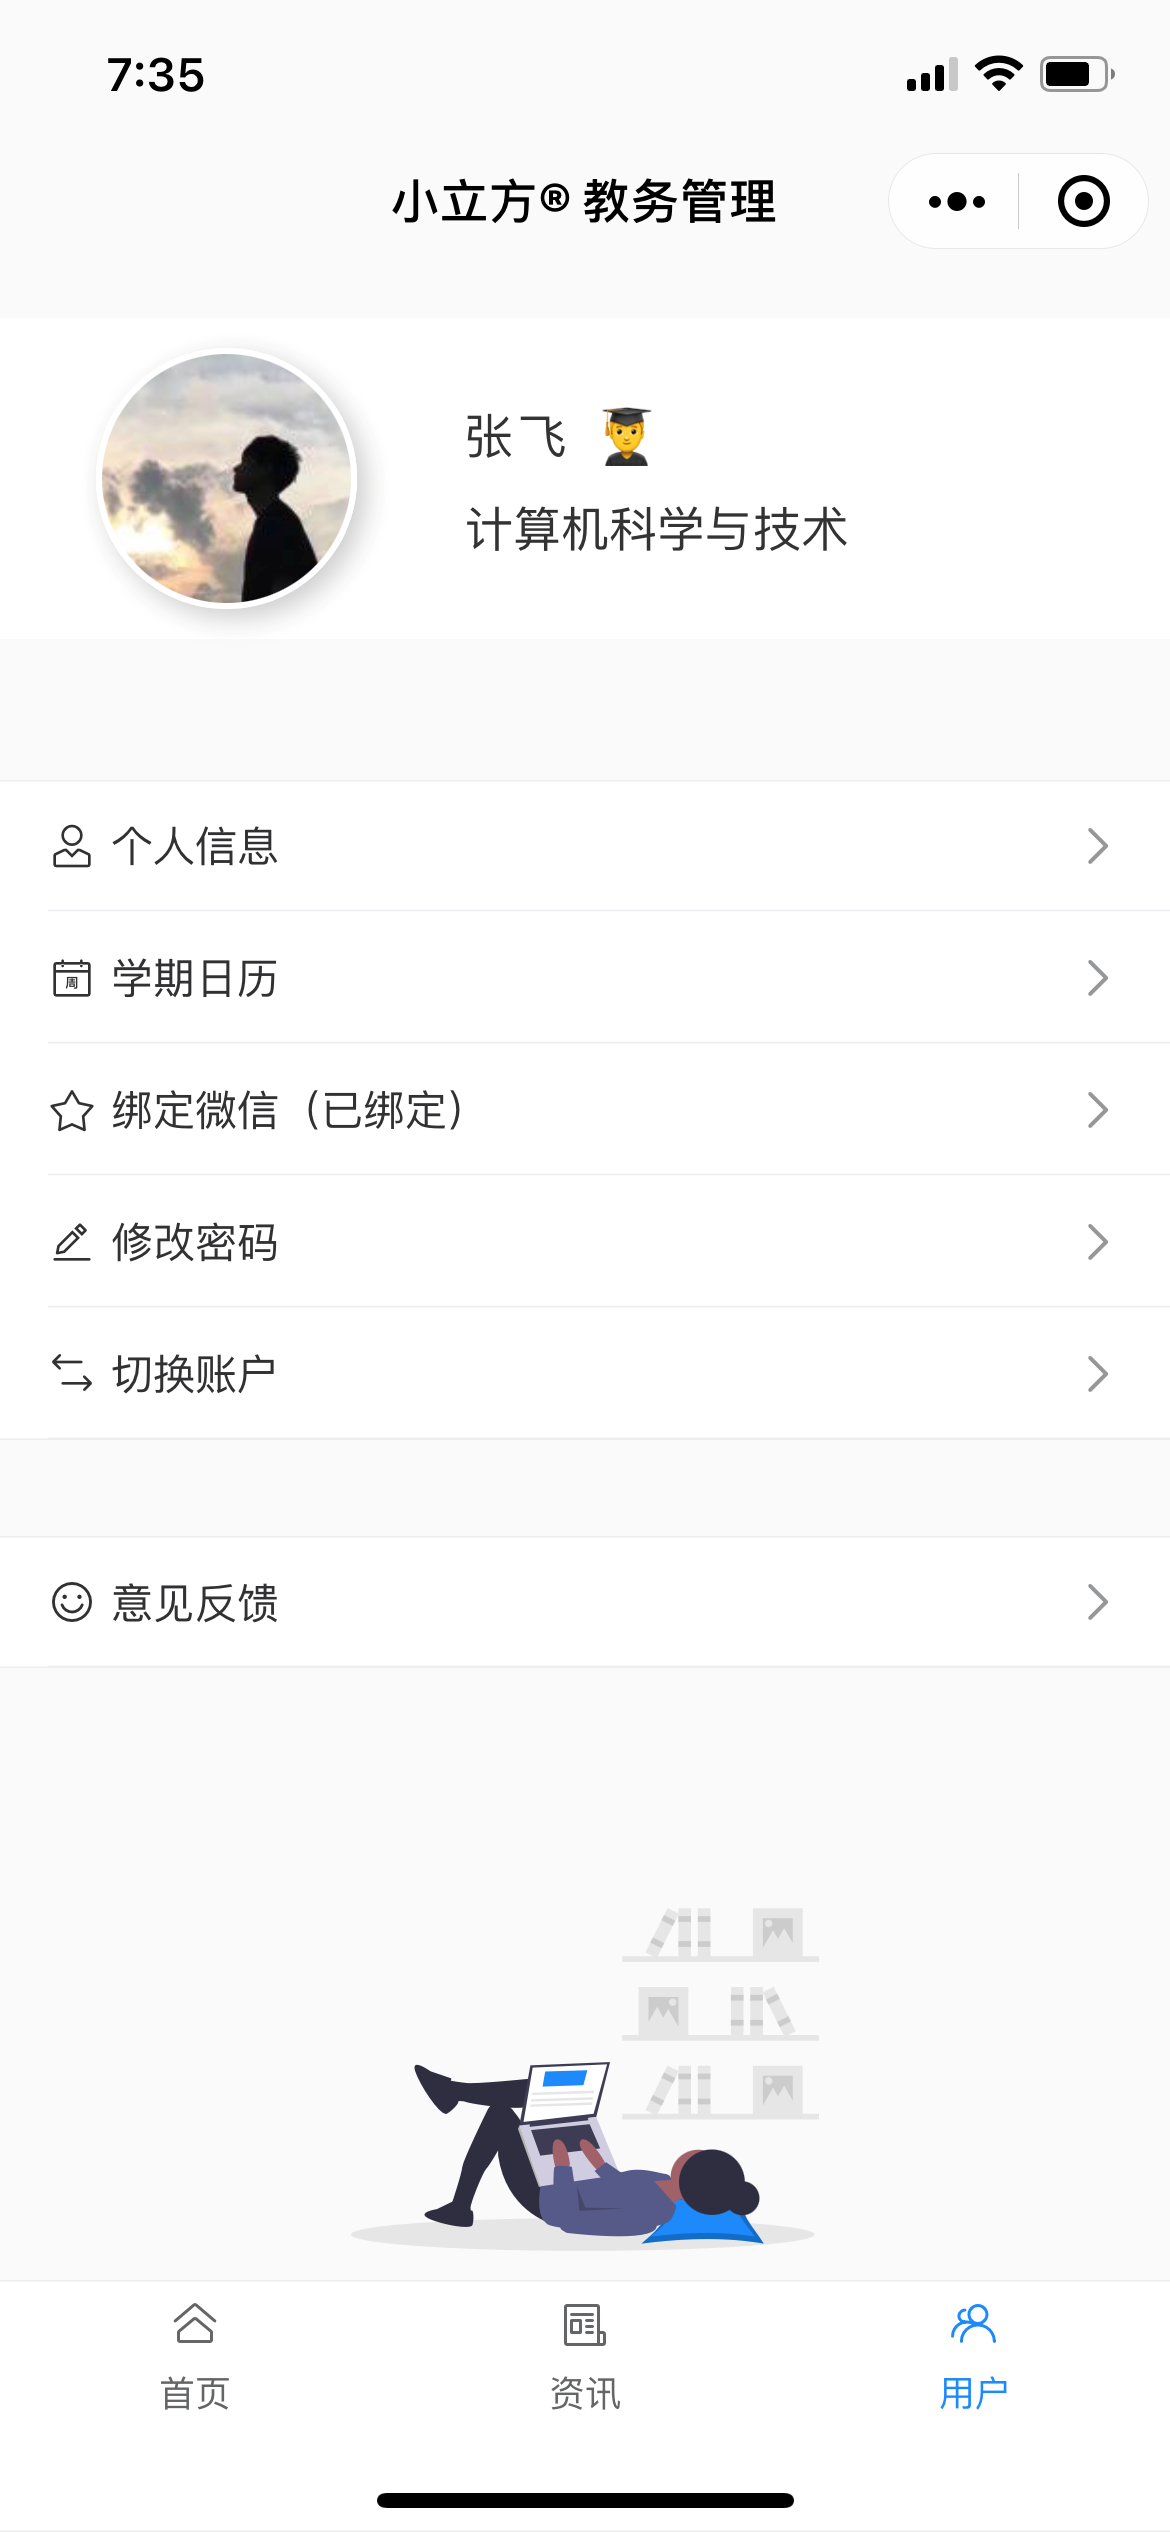 7:35
小立方® 教务管理
张飞 👨‍🎓
计算机科学与技术
个人信息
周
学期日历
绑定微信（已绑定）
修改密码
切换账户
意见反馈
首页
资讯
用户